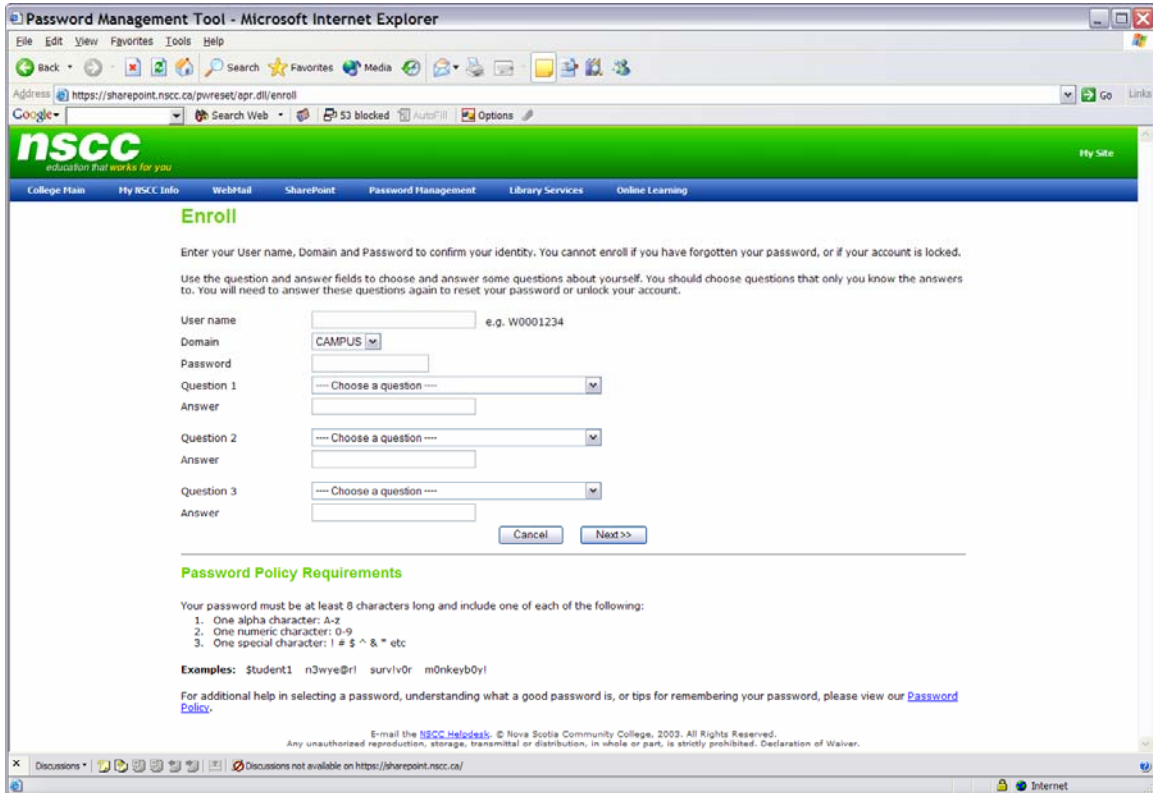 Password Management Tool - Microsoft Internet Explorer
File Edit View Favorites Tools Help
Back Search Favorites Media
Address https://sharepoint.nscc.ca/pwreset/apr.dll/enroll Go Links
Google Search Web 53 blocked AutoFill Options
nscc
education that works for you
My Site
College Main My NSCC Info WebMail SharePoint Password Management Library Services Online Learning
Enroll
Enter your User name, Domain and Password to confirm your identity. You cannot enroll if you have forgotten your password, or if your account is locked.
Use the question and answer fields to choose and answer some questions about yourself. You should choose questions that only you know the answers
to. You will need to answer these questions again to reset your password or unlock your account.
User name e.g. W0001234
Domain CAMPUS
Password
Question 1 ---- Choose a question ----
Answer
Question 2 ---- Choose a question ----
Answer
Question 3 ---- Choose a question ----
Answer
Cancel Next>>
Password Policy Requirements
Your password must be at least 8 characters long and include one of each of the following:
1. One alpha character: A-z
2. One numeric character: 0-9
3. One special character: ! # $ ^ & * etc
Examples: $tudent1 n3wye@r! surv!v0r m0nkeyb0y!
For additional help in selecting a password, understanding what a good password is, or tips for remembering your password, please view our Password
Policy.
E-mail the NSCC Helpdesk. © Nova Scotia Community College, 2003. All Rights Reserved.
Any unauthorized reproduction, storage, transmittal or distribution, in whole or part, is strictly prohibited. Declaration of Waiver.
Discussions Discussions not available on https://sharepoint.nscc.ca/
Internet